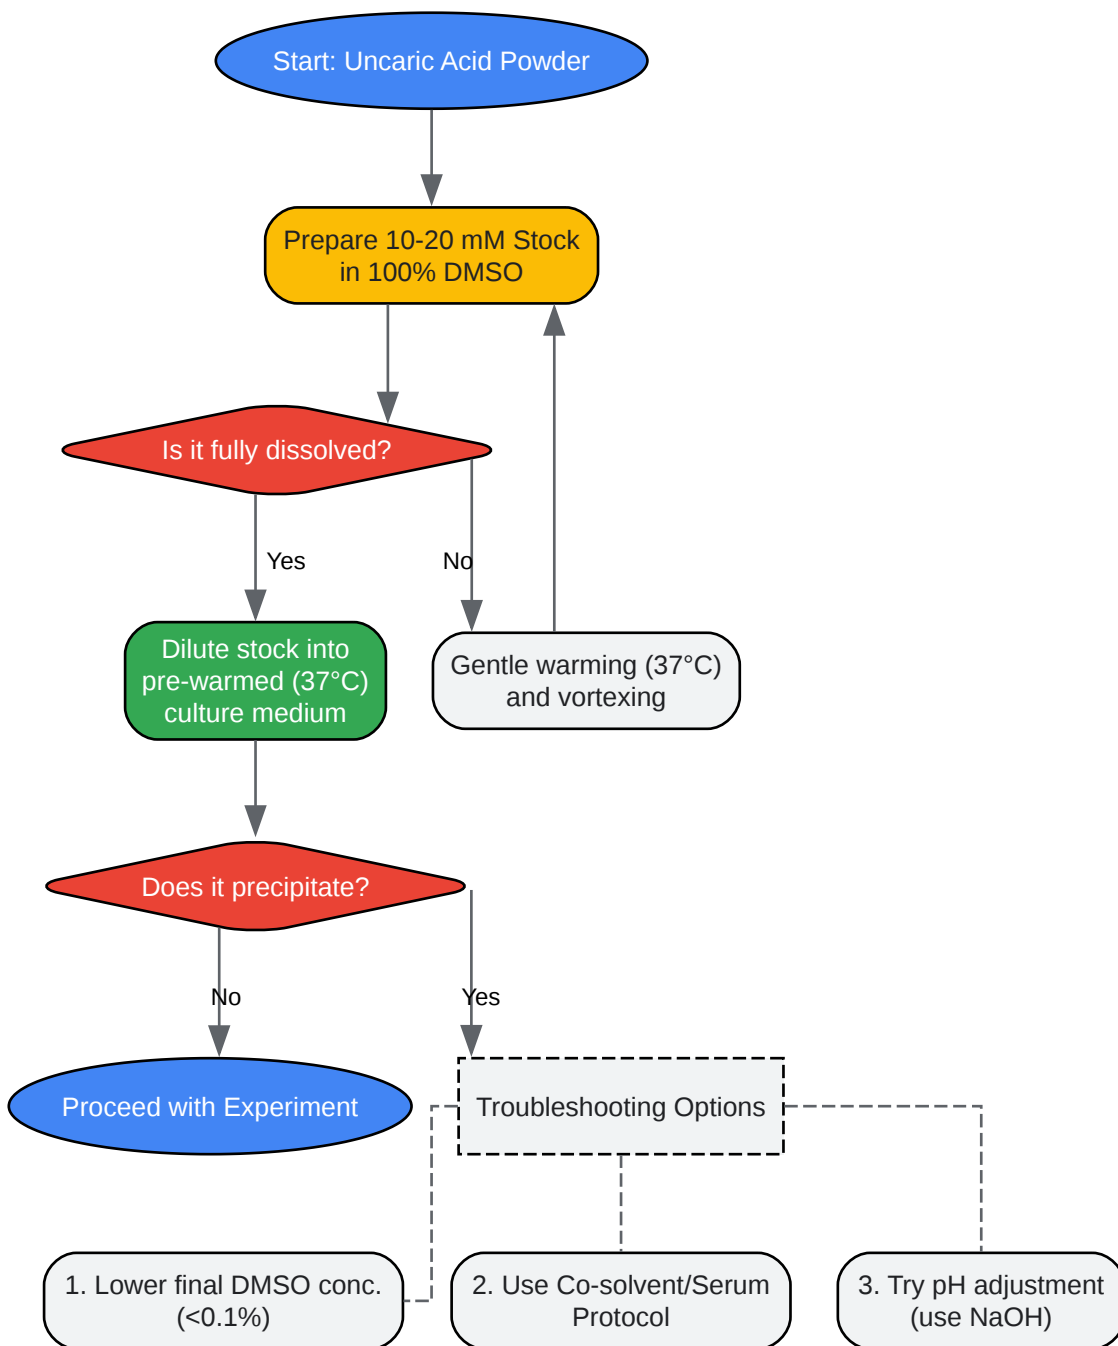 Start: Uncaric Acid Powder
Prepare 10-20 mM Stock
in 100% DMSO
Is it fully dissolved?
Yes
No
Dilute stock into
pre-warmed (37°C)
culture medium
Gentle warming (37°C)
and vortexing
Does it precipitate?
No
Yes
Proceed with Experiment
Troubleshooting Options
1. Lower final DMSO conc.
(<0.1%)
2. Use Co-solvent/Serum
Protocol
3. Try pH adjustment
(use NaOH)